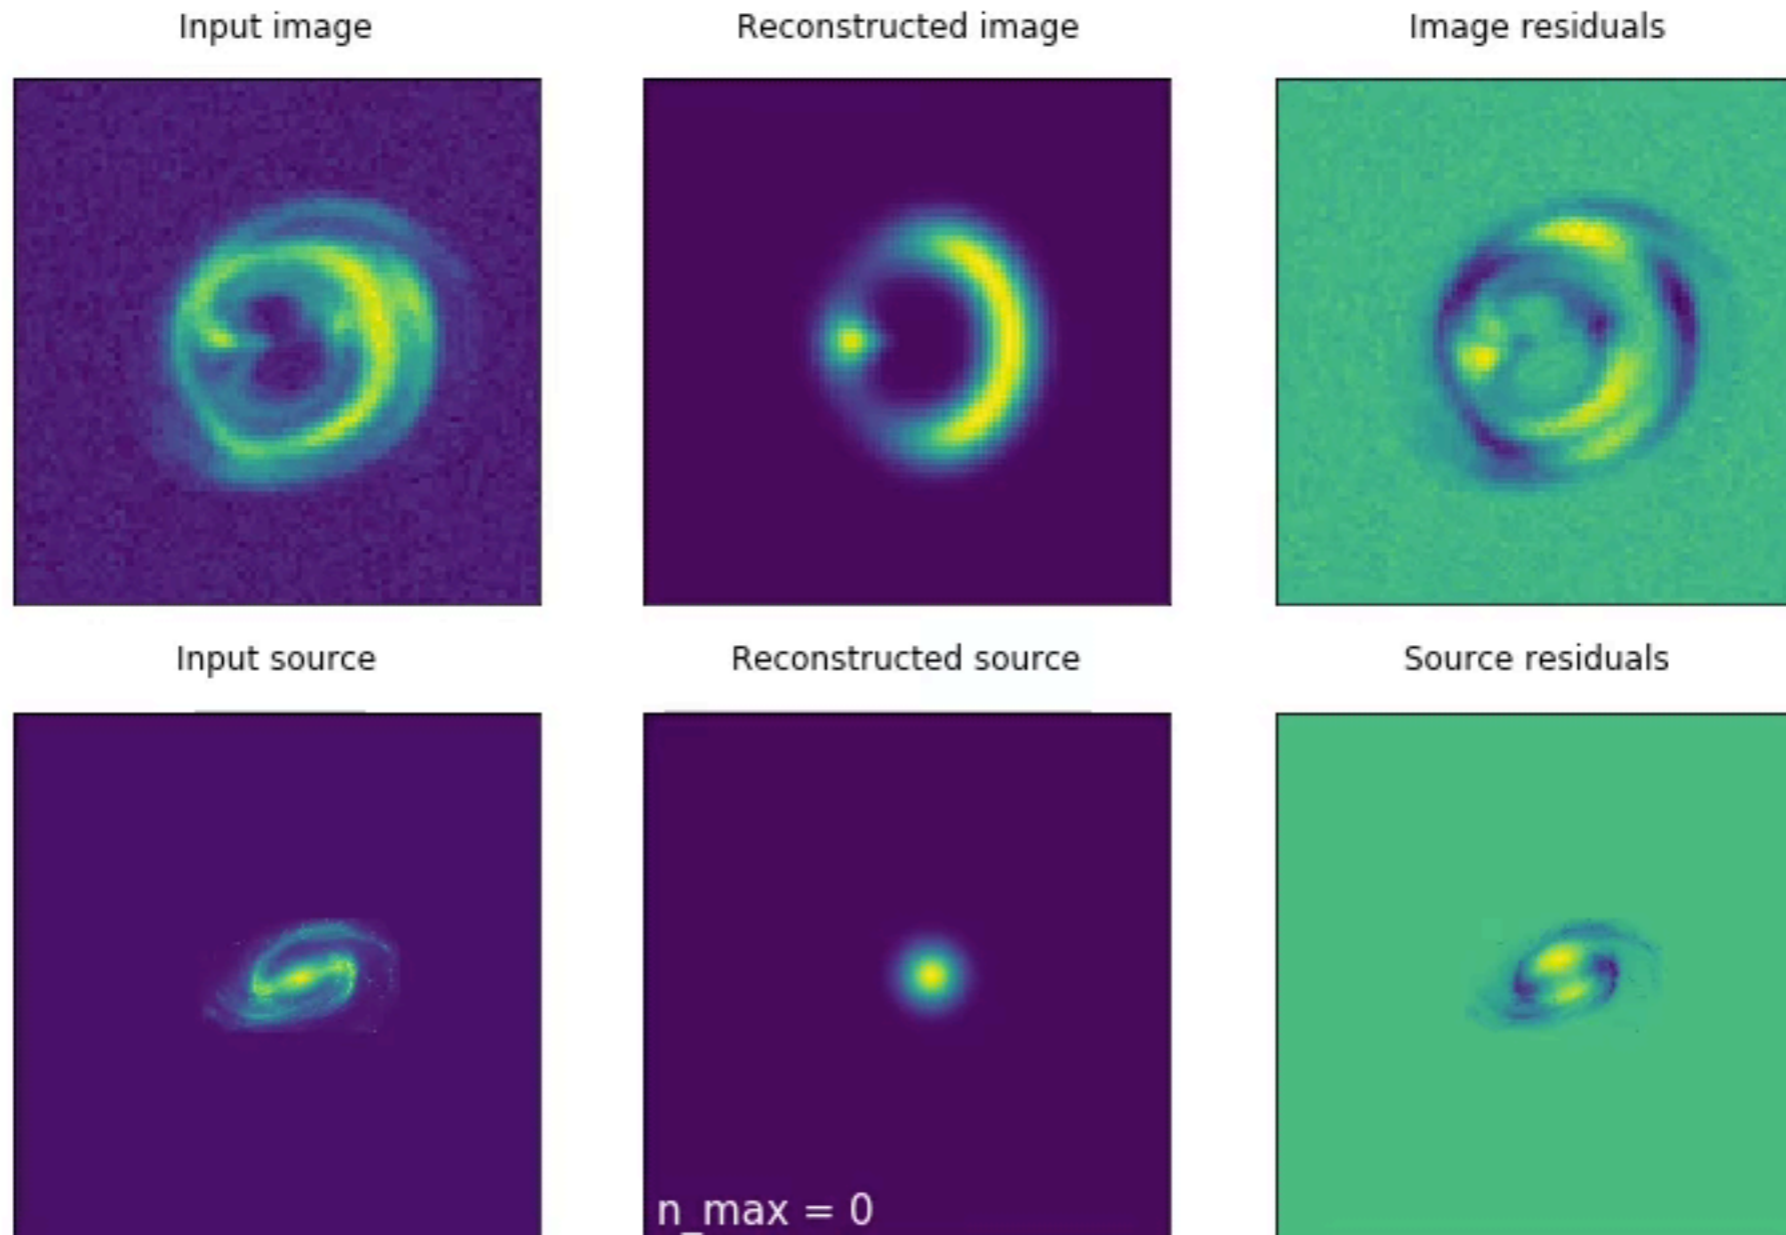 Input image
Reconstructed image
Image residuals
Input source
Reconstructed source
Source residuals
n_max = 0